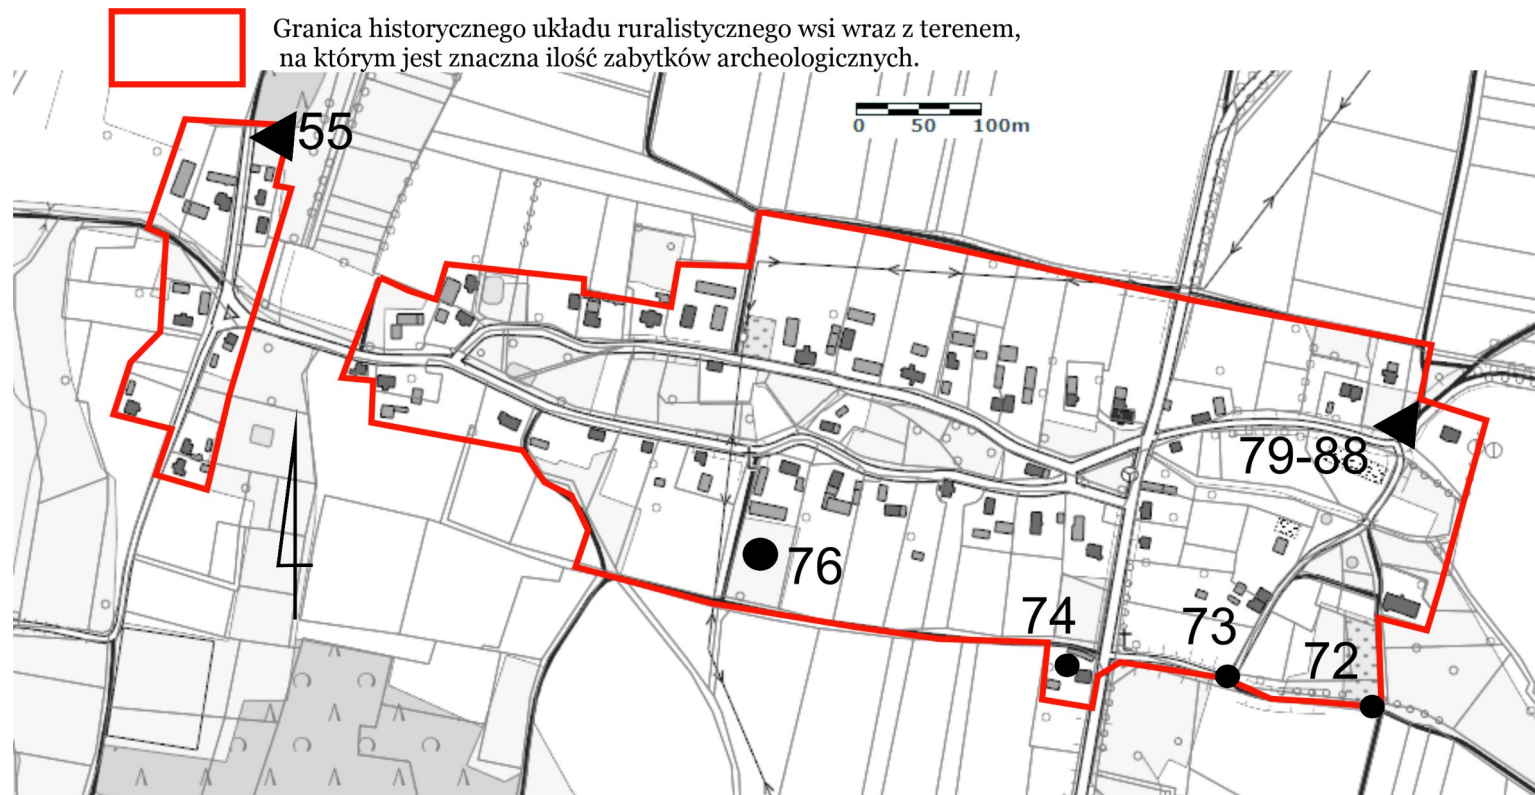 Granica historycznego układu ruralistycznego wsi wraz z terenem,
na którym jest znaczna ilość zabytków archeologicznych.
0 50 100m
55
79-88
76
74
73
72